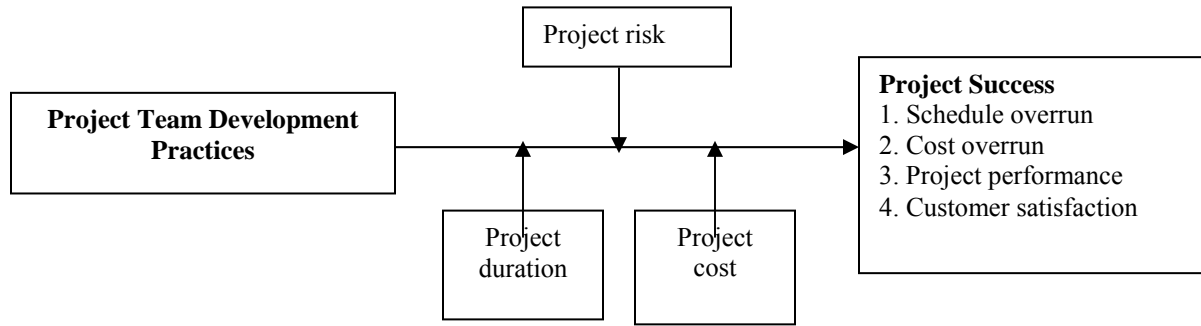 Project risk
Project Team Development
Practices
Project Success
1. Schedule overrun
2. Cost overrun
3. Project performance
4. Customer satisfaction
Project
duration
Project
cost